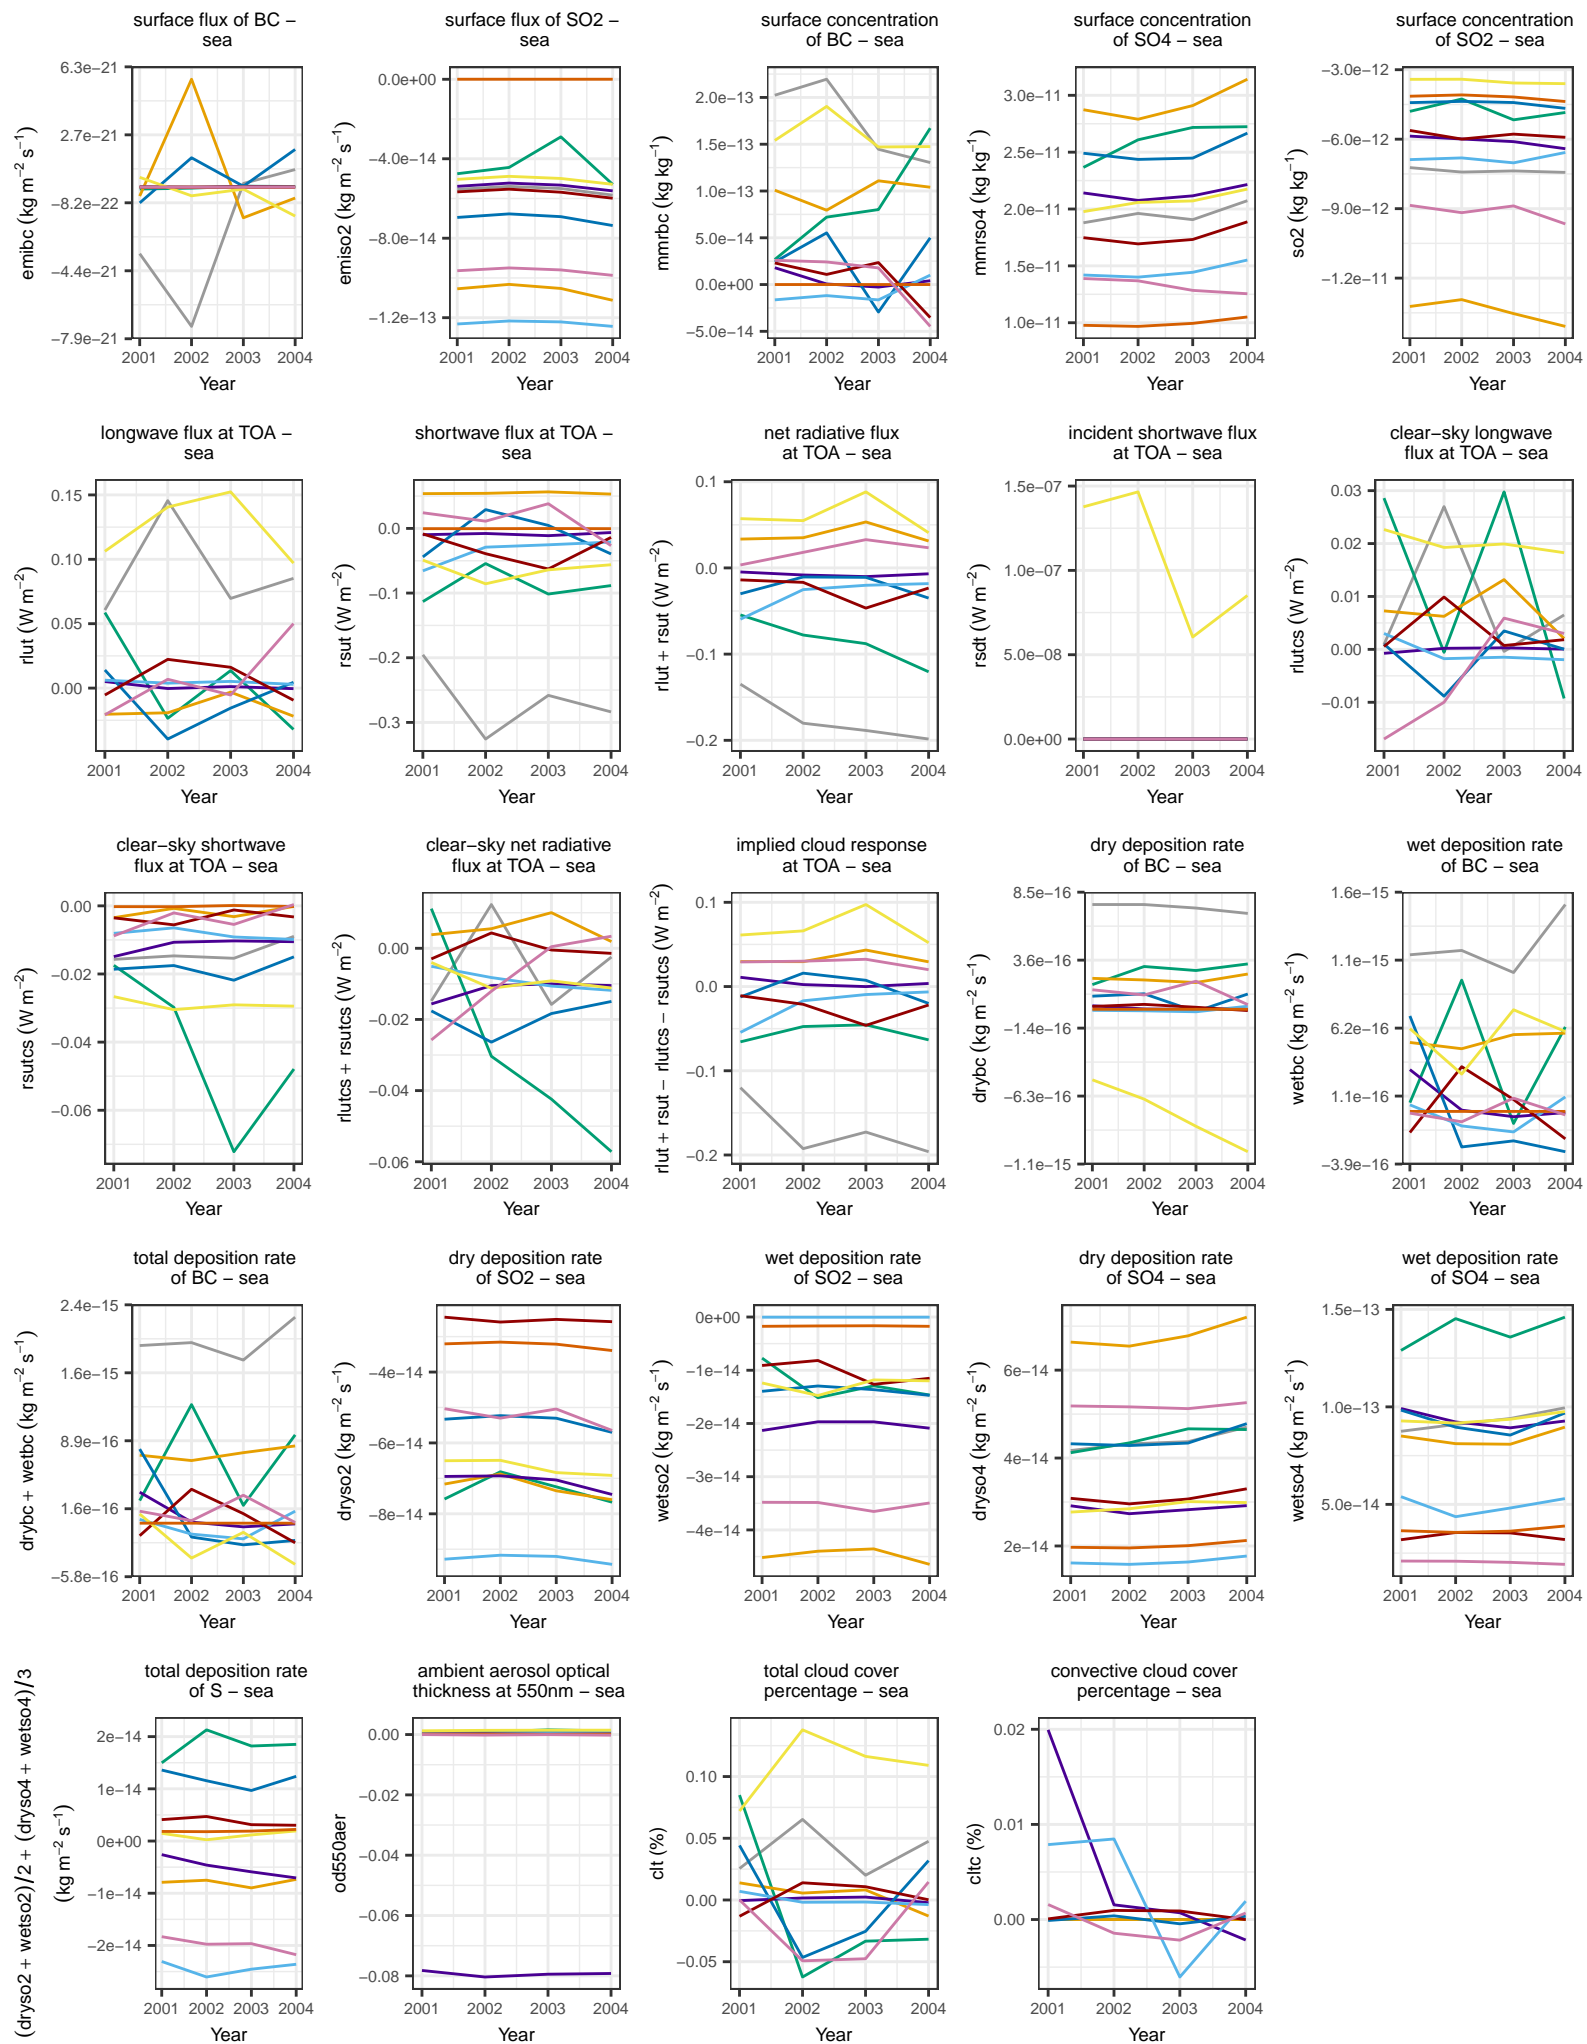 surface flux of BC −
sea
6.3e−21
2.7e−21
−8.2e−22
−4.4e−21
−7.9e−21
emibc (kg m−2 s−1)
2001 2002 2003 2004
Year
surface flux of SO2 −
sea
0.0e+00
−4.0e−14
−8.0e−14
−1.2e−13
emiso2 (kg m−2 s−1)
2001 2002 2003 2004
Year
surface concentration
of BC − sea
2.0e−13
1.5e−13
1.0e−13
5.0e−14
0.0e+00
−5.0e−14
mmrbc (kg kg−1)
2001 2002 2003 2004
Year
surface concentration
of SO4 − sea
3.0e−11
2.5e−11
2.0e−11
1.5e−11
1.0e−11
mmrso4 (kg kg−1)
2001 2002 2003 2004
Year
surface concentration
of SO2 − sea
−3.0e−12
−6.0e−12
−9.0e−12
−1.2e−11
so2 (kg kg−1)
2001 2002 2003 2004
Year
longwave flux at TOA −
sea
0.15
0.10
0.05
0.00
rlut (W m−2)
2001 2002 2003 2004
Year
shortwave flux at TOA −
sea
0.0
−0.1
−0.2
−0.3
rsut (W m−2)
2001 2002 2003 2004
Year
net radiative flux
at TOA − sea
0.1
0.0
−0.1
−0.2
rlut + rsut (W m−2)
2001 2002 2003 2004
Year
incident shortwave flux
at TOA − sea
1.5e−07
1.0e−07
5.0e−08
0.0e+00
rsdt (W m−2)
2001 2002 2003 2004
Year
clear−sky longwave
flux at TOA − sea
0.03
0.02
0.01
0.00
−0.01
rlutcs (W m−2)
2001 2002 2003 2004
Year
clear−sky shortwave
flux at TOA − sea
0.00
−0.02
−0.04
−0.06
rsutcs (W m−2)
2001 2002 2003 2004
Year
clear−sky net radiative
flux at TOA − sea
0.00
−0.02
−0.04
−0.06
rlutcs + rsutcs (W m−2)
2001 2002 2003 2004
Year
implied cloud response
at TOA − sea
0.1
0.0
−0.1
−0.2
rlut + rsut − rlutcs − rsutcs (W m−2)
2001 2002 2003 2004
Year
dry deposition rate
of BC − sea
8.5e−16
3.6e−16
−1.4e−16
−6.3e−16
−1.1e−15
drybc (kg m−2 s−1)
2001 2002 2003 2004
Year
wet deposition rate
of BC − sea
1.6e−15
1.1e−15
6.2e−16
1.1e−16
−3.9e−16
wetbc (kg m−2 s−1)
2001 2002 2003 2004
Year
total deposition rate
of BC − sea
2.4e−15
1.6e−15
8.9e−16
1.6e−16
−5.8e−16
drybc + wetbc (kg m−2 s−1)
2001 2002 2003 2004
Year
dry deposition rate
of SO2 − sea
−4e−14
−6e−14
−8e−14
dryso2 (kg m−2 s−1)
2001 2002 2003 2004
Year
wet deposition rate
of SO2 − sea
0e+00
−1e−14
−2e−14
−3e−14
−4e−14
wetso2 (kg m−2 s−1)
2001 2002 2003 2004
Year
dry deposition rate
of SO4 − sea
6e−14
4e−14
2e−14
dryso4 (kg m−2 s−1)
2001 2002 2003 2004
Year
wet deposition rate
of SO4 − sea
1.5e−13
1.0e−13
5.0e−14
wetso4 (kg m−2 s−1)
2001 2002 2003 2004
Year
total deposition rate
of S − sea
2e−14
1e−14
0e+00
−1e−14
−2e−14
(dryso2 + wetso2)/2 + (dryso4 + wetso4)/3
(kg m−2 s−1)
2001 2002 2003 2004
Year
ambient aerosol optical
thickness at 550nm − sea
0.00
−0.02
−0.04
−0.06
−0.08
od550aer
2001 2002 2003 2004
Year
total cloud cover
percentage − sea
0.10
0.05
0.00
−0.05
clt (%)
2001 2002 2003 2004
Year
convective cloud cover
percentage − sea
0.02
0.01
0.00
cltc (%)
2001 2002 2003 2004
Year